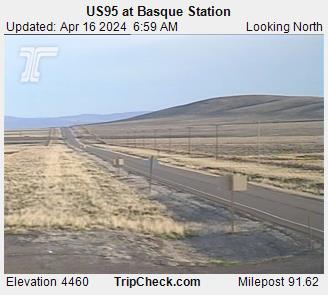 US95 at Basque Station
Updated: Apr 16 2024 6:59 AM Looking North
Elevation 4460 TripCheck.com Milepost 91.62